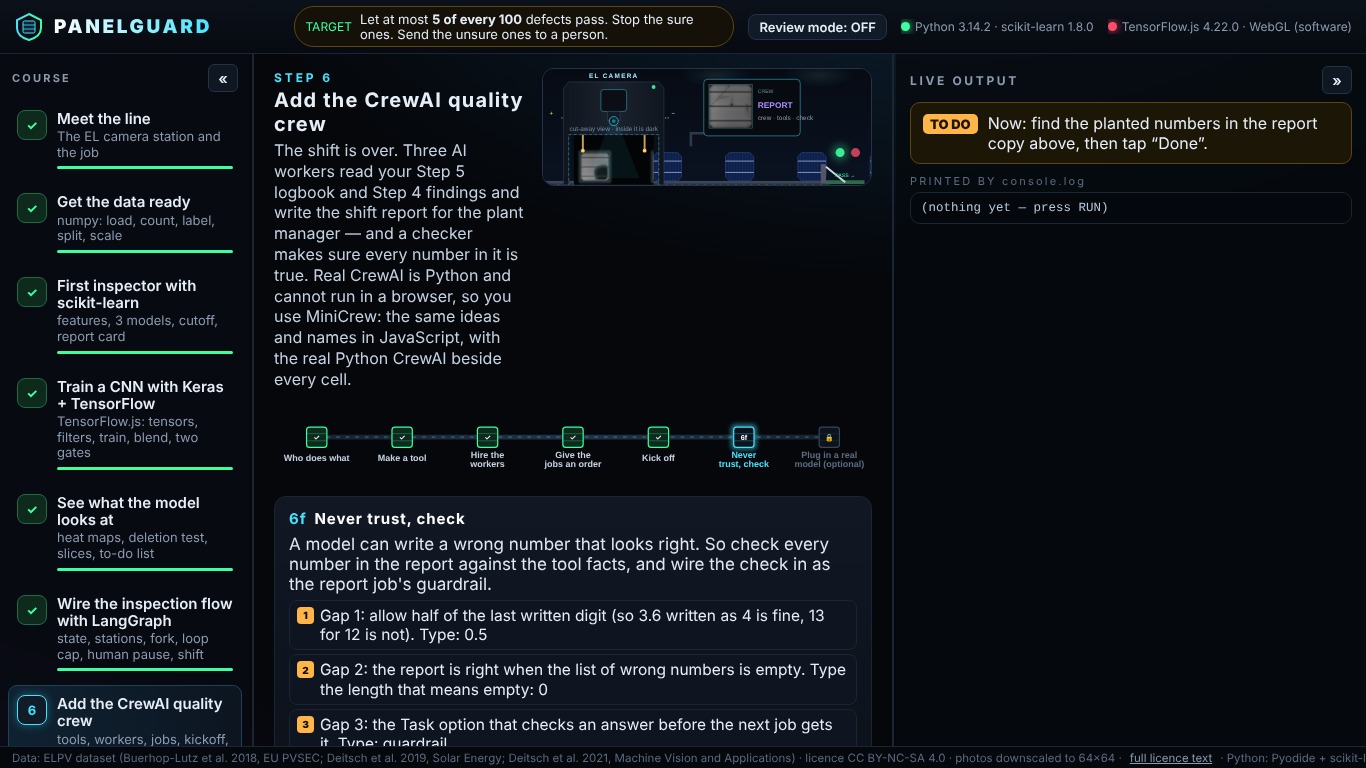 PANELGUARD
TARGET
Let at most 5 of every 100 defects pass. Stop the sure
ones. Send the unsure ones to a person.
Review mode: OFF
Python 3.14.2 · scikit-learn 1.8.0
TensorFlow.js 4.22.0 · WebGL (software)
COURSE
«
Meet the line
The EL camera station and
the job
Get the data ready
numpy: load, count, label,
split, scale
First inspector with
scikit-learn
features, 3 models, cutoff,
report card
Train a CNN with Keras
+ TensorFlow
TensorFlow.js: tensors,
filters, train, blend, two
gates
See what the model
looks at
heat maps, deletion test,
slices, to-do list
Wire the inspection flow
with LangGraph
state, stations, fork, loop
cap, human pause, shift
6
Add the CrewAI quality
crew
tools, workers, jobs, kickoff,
STEP 6
Add the CrewAI quality
crew
The shift is over. Three AI
workers read your Step 5
logbook and Step 4 findings and
write the shift report for the plant
manager — and a checker
makes sure every number in it is
true. Real CrewAI is Python and
cannot run in a browser, so you
use MiniCrew: the same ideas
and names in JavaScript, with
the real Python CrewAI beside
every cell.
EL CAMERA
cut-away view · inside it is dark
CREW
REPORT
crew · tools · check
Who does what
Make a tool
Hire the
workers
Give the
jobs an order
Kick off
6f
Never
trust, check
Plug in a real
model (optional)
6f Never trust, check
A model can write a wrong number that looks right. So check every
number in the report against the tool facts, and wire the check in as
the report job's guardrail.
1 Gap 1: allow half of the last written digit (so 3.6 written as 4 is fine, 13
for 12 is not). Type: 0.5
2 Gap 2: the report is right when the list of wrong numbers is empty. Type
the length that means empty: 0
3 Gap 3: the Task option that checks an answer before the next job gets
it. Type: guardrail
LIVE OUTPUT
»
TO DO
Now: find the planted numbers in the report
copy above, then tap “Done”.
PRINTED BY console.log
(nothing yet — press RUN)
Data: ELPV dataset (Buerhop-Lutz et al. 2018, EU PVSEC; Deitsch et al. 2019, Solar Energy; Deitsch et al. 2021, Machine Vision and Applications) · licence CC BY-NC-SA 4.0 · photos downscaled to 64×64 · full licence text · Python: Pyodide + scikit-